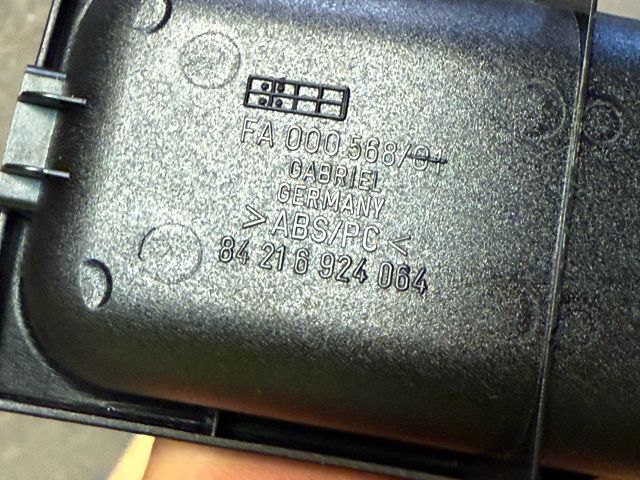 FA 000 568/01
GABRIEL
GERMANY
> ABS/PC <
84 21 6 924 064